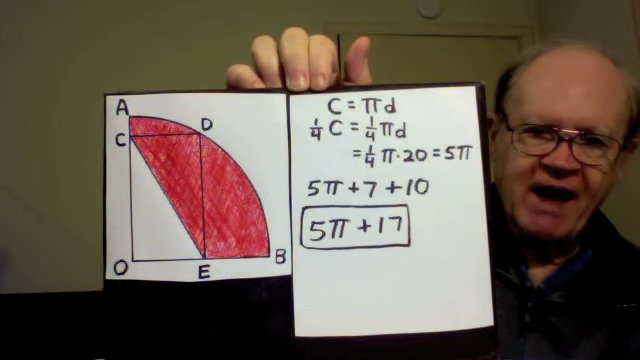 A
C
D
O
E
B
C = πd
¼ C = ¼ πd
= ¼ π · 20 = 5π
5π + 7 + 10
5π + 17